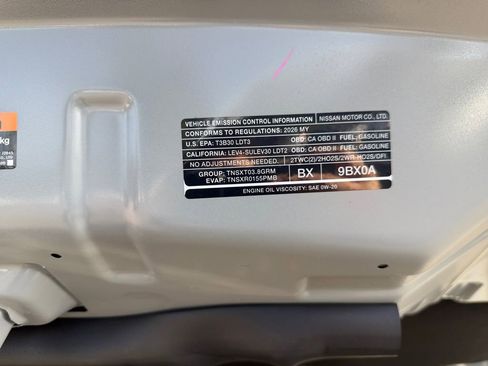 kg
VEHICLE EMISSION CONTROL INFORMATION NISSAN MOTOR CO., LTD.
CONFORMS TO REGULATIONS: 2026 MY
U.S. EPA: T3B30 LDT3 OBD: CA OBD II FUEL: GASOLINE
CALIFORNIA: LEV4-SULEV30 LDT2 OBD: CA OBD II FUEL: GASOLINE
NO ADJUSTMENTS NEEDED. 2TWC(2)/2HO2S/2WR-HO2S/DFI
GROUP: TNSXT03.8GRM
EVAP: TNSXR0155PMB
BX 9BX0A
ENGINE OIL VISCOSITY: SAE 0W-20